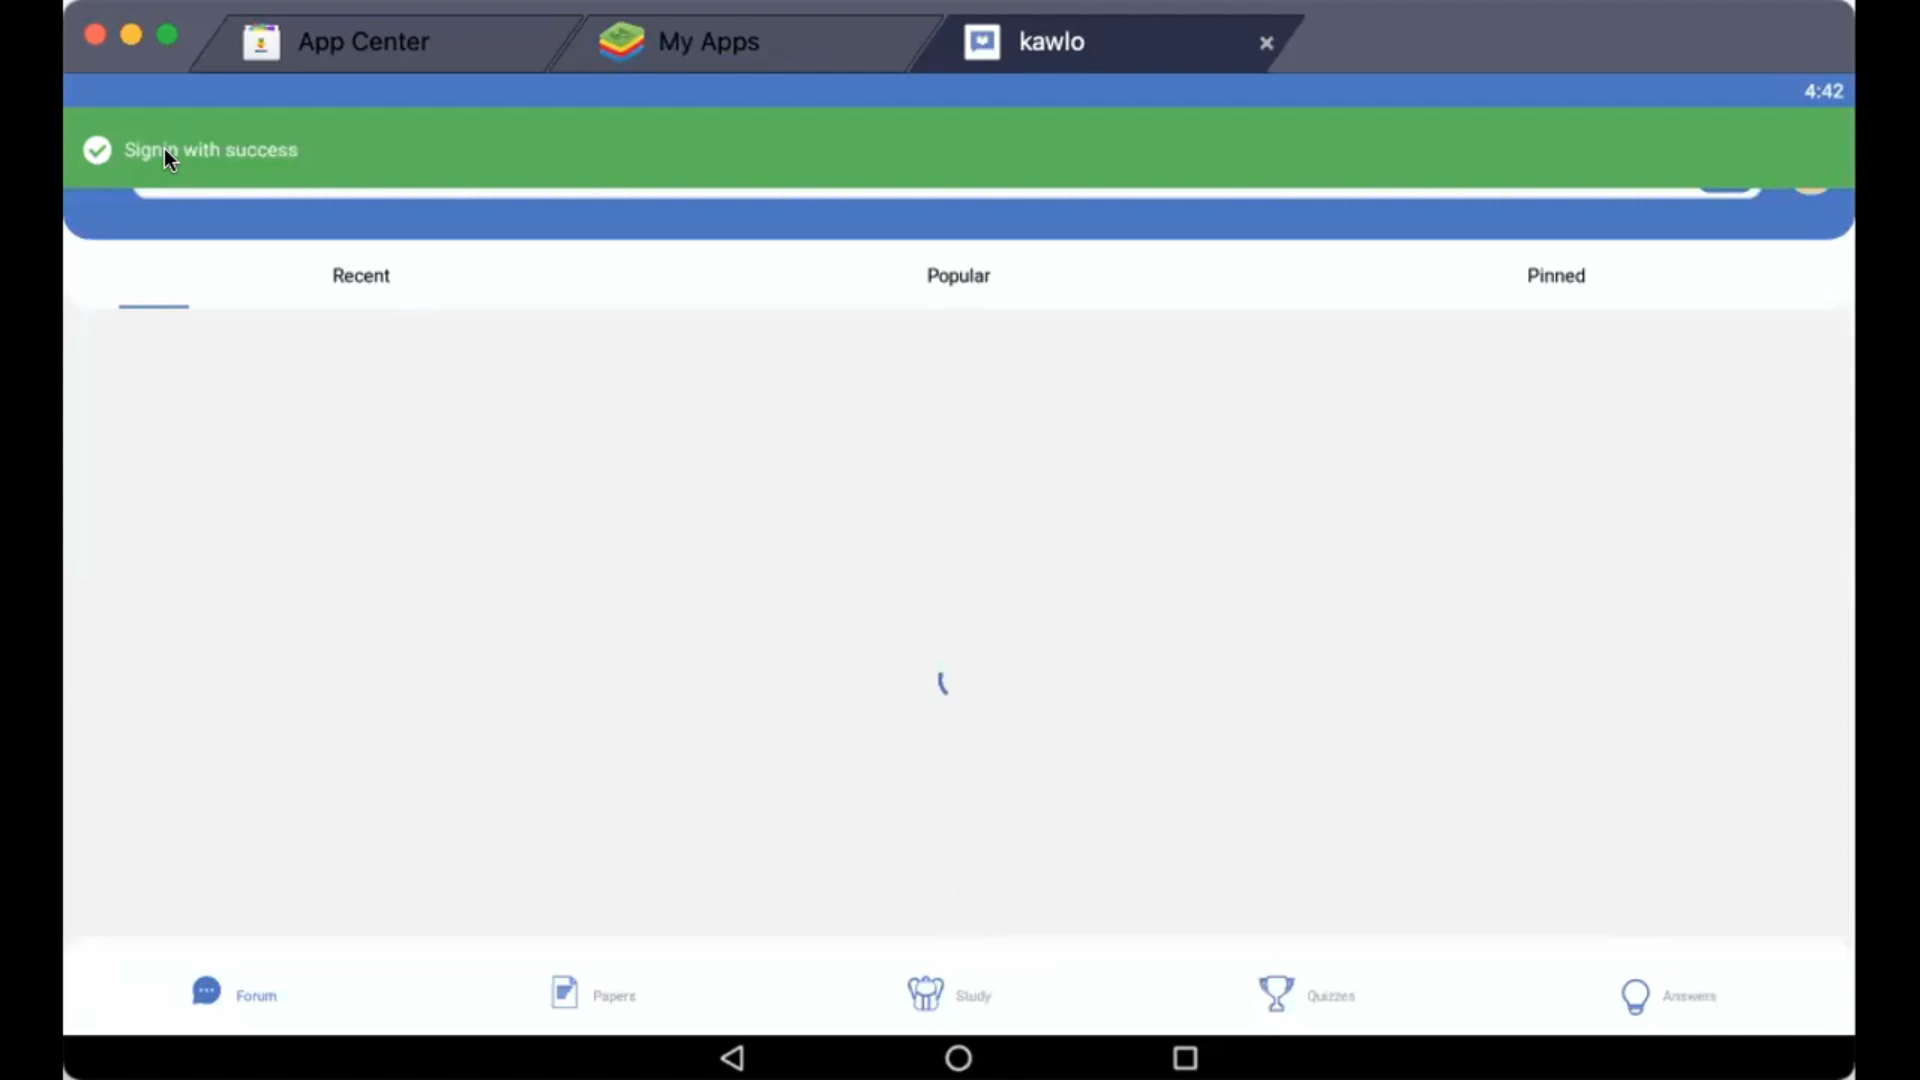 App Center
My Apps
kawlo
4:42
Signin with success
Recent
Popular
Pinned
Forum
Papers
Study
Quizzes
Answers